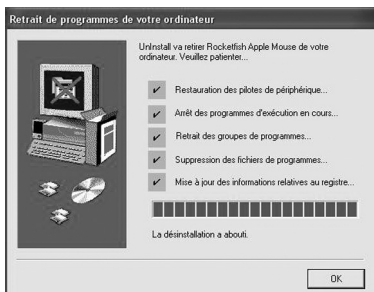 Retrait de programmes de votre ordinateur
UnInstall va retirer Rocketfish Apple Mouse de votre
ordinateur. Veuillez patienter...
Restauration des pilotes de périphérique...
Arrêt des programmes d'exécution en cours...
Retrait des groupes de programmes...
Suppression des fichiers de programmes...
Mise à jour des informations relatives au registre...
La désinstallation a abouti.
OK